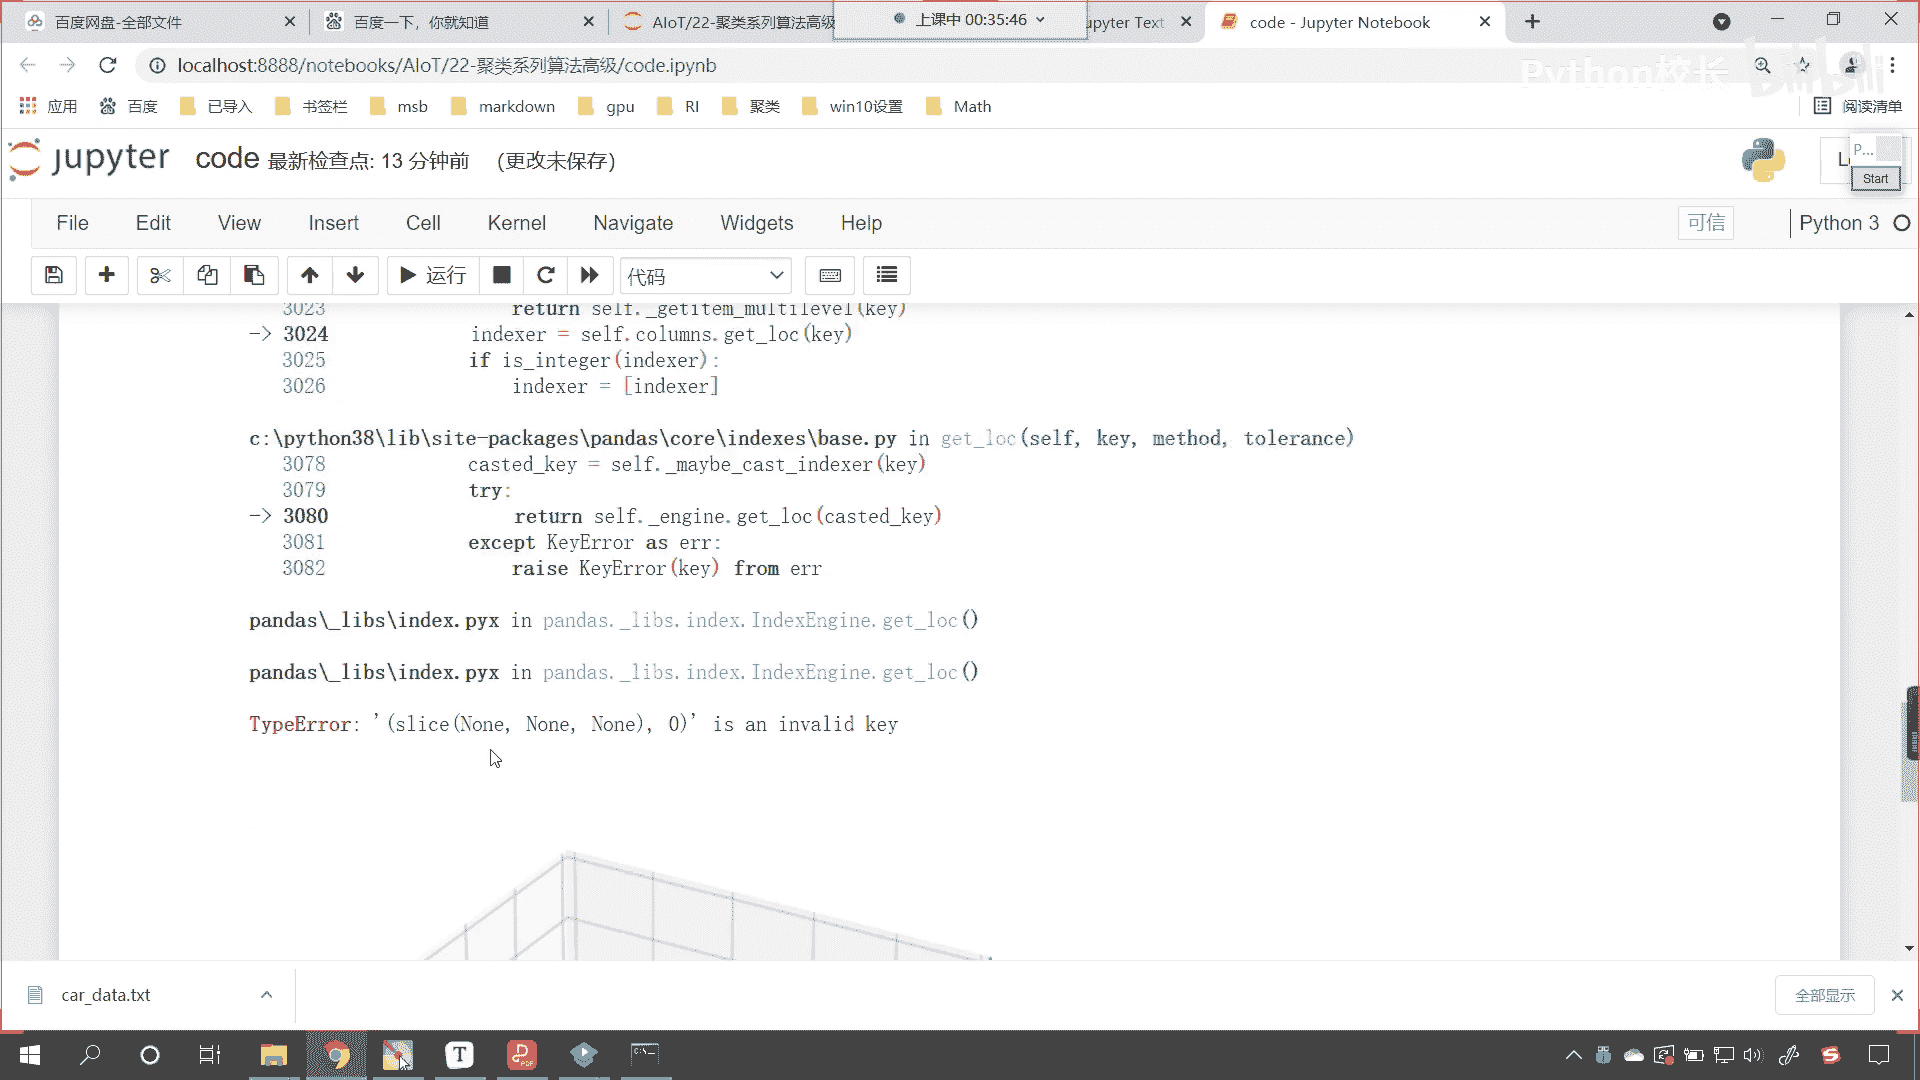 百度网盘-全部文件
百度一下，你就知道
AIoT/22-聚类系列算法高级
上课中 00:35:46
upyter Text
code - Jupyter Notebook
localhost:8888/notebooks/AIoT/22-聚类系列算法高级/code.ipynb
Python校长
bilibili
应用
百度
已导入
书签栏
msb
markdown
gpu
RI
聚类
win10设置
Math
阅读清单
jupyter
code 最新检查点: 13 分钟前 (更改未保存)
P...
Start
File Edit View Insert Cell Kernel Navigate Widgets Help
可信
Python 3
运行
代码
3023 return self._getitem_multilevel(key)
-> 3024 indexer = self.columns.get_loc(key)
3025 if is_integer(indexer):
3026 indexer = [indexer]
c:\python38\lib\site-packages\pandas\core\indexes\base.py in get_loc(self, key, method, tolerance)
3078 casted_key = self._maybe_cast_indexer(key)
3079 try:
-> 3080 return self._engine.get_loc(casted_key)
3081 except KeyError as err:
3082 raise KeyError(key) from err
pandas\_libs\index.pyx in pandas._libs.index.IndexEngine.get_loc()
pandas\_libs\index.pyx in pandas._libs.index.IndexEngine.get_loc()
TypeError: '(slice(None, None, None), 0)' is an invalid key
car_data.txt
全部显示